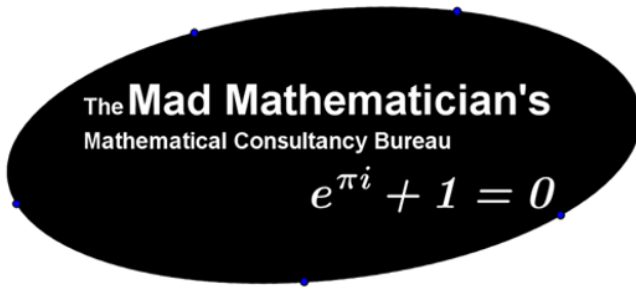 The Mad Mathematician's
Mathematical Consultancy Bureau
e^{πi} + 1 = 0